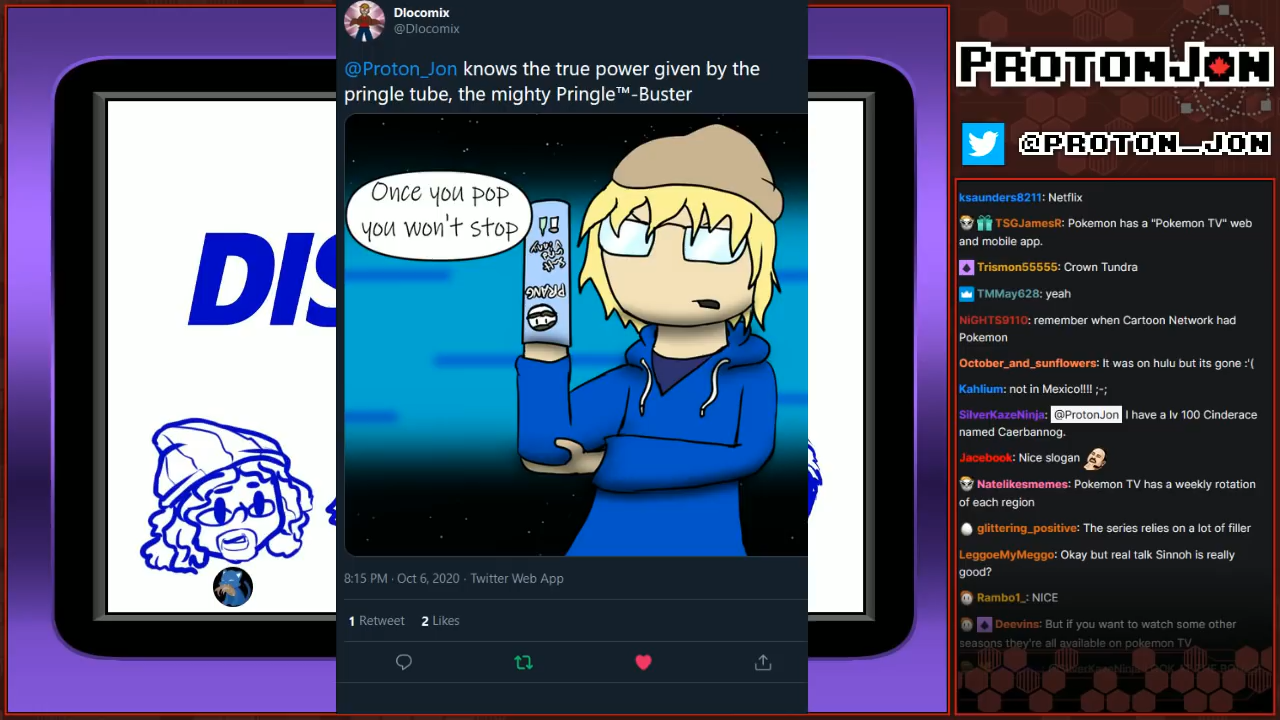 Dlocomix
@Dlocomix
@Proton_Jon knows the true power given by the
pringle tube, the mighty Pringle™-Buster
Once you pop
you won't stop
!!
PRANG
DIS
8:15 PM · Oct 6, 2020 · Twitter Web App
1 Retweet 2 Likes
PROTONJON
@PROTON_JON
ksaunders8211: Netflix
TSGJamesR: Pokemon has a "Pokemon TV" web
and mobile app.
Trismon55555: Crown Tundra
TMMay628: yeah
NiGHTS9110: remember when Cartoon Network had
Pokemon
October_and_sunflowers: It was on hulu but its gone :'(
Kahlium: not in Mexico!!!! ;-;
SilverKazeNinja: @ProtonJon I have a lv 100 Cinderace
named Caerbannog.
Jacebook: Nice slogan
Natelikesmemes: Pokemon TV has a weekly rotation
of each region
glittering_positive: The series relies on a lot of filler
LeggoeMyMeggo: Okay but real talk Sinnoh is really
good?
Rambo1_: NICE
Deevins: But if you want to watch some other
seasons they're all available on pokemon TV